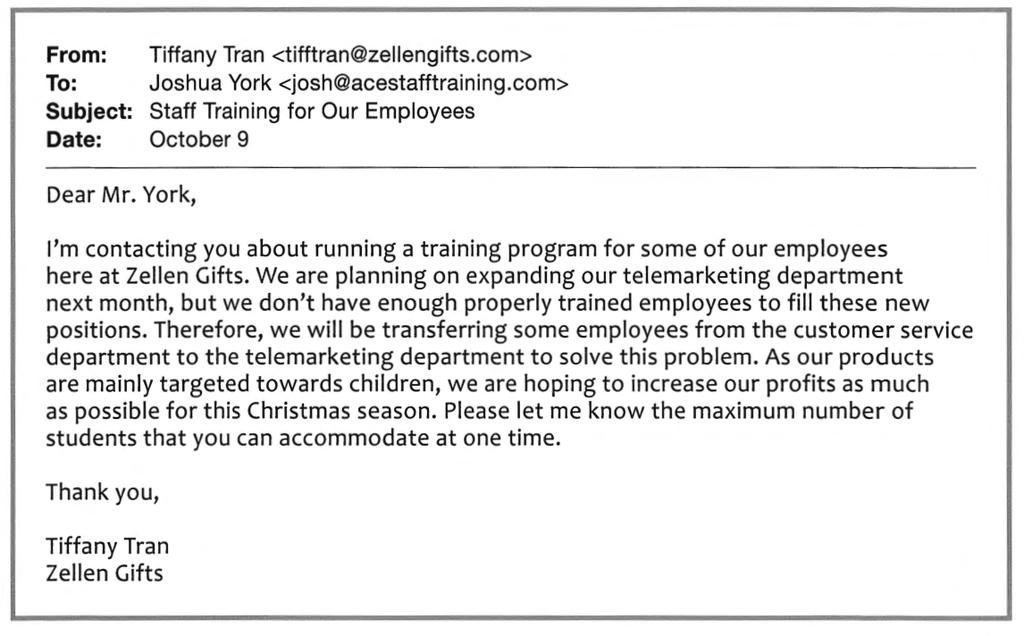 From: Tiffany Tran <tifftran@zellengifts.com>
To: Joshua York <josh@acestafftraining.com>
Subject: Staff Training for Our Employees
Date: October 9
Dear Mr. York,
I'm contacting you about running a training program for some of our employees
here at Zellen Gifts. We are planning on expanding our telemarketing department
next month, but we don't have enough properly trained employees to fill these new
positions. Therefore, we will be transferring some employees from the customer service
department to the telemarketing department to solve this problem. As our products
are mainly targeted towards children, we are hoping to increase our profits as much
as possible for this Christmas season. Please let me know the maximum number of
students that you can accommodate at one time.
Thank you,
Tiffany Tran
Zellen Gifts